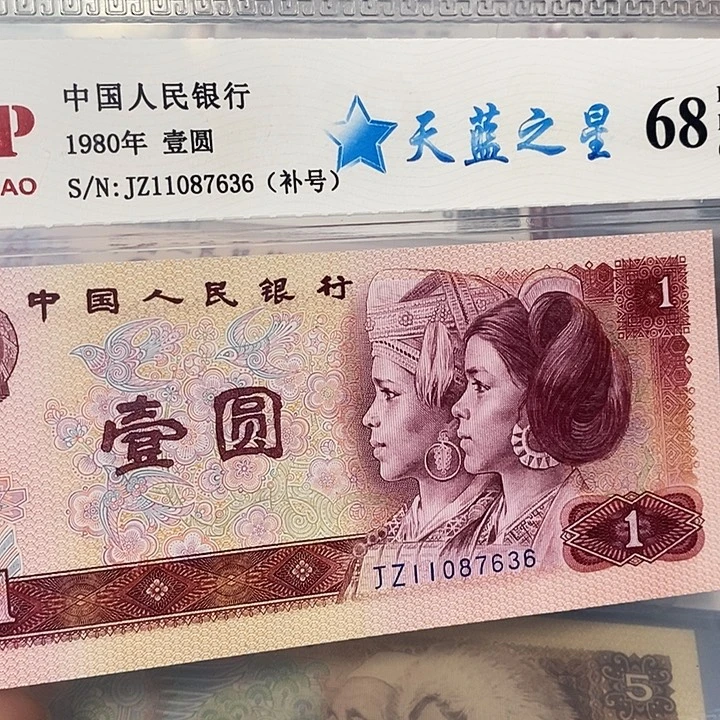 中国人民银行
1980年 壹圆
S/N:JZ11087636（补号）
P
AO
天蓝之星
68
中国人民银行
1
壹圆
JZ11087636
1
1
5